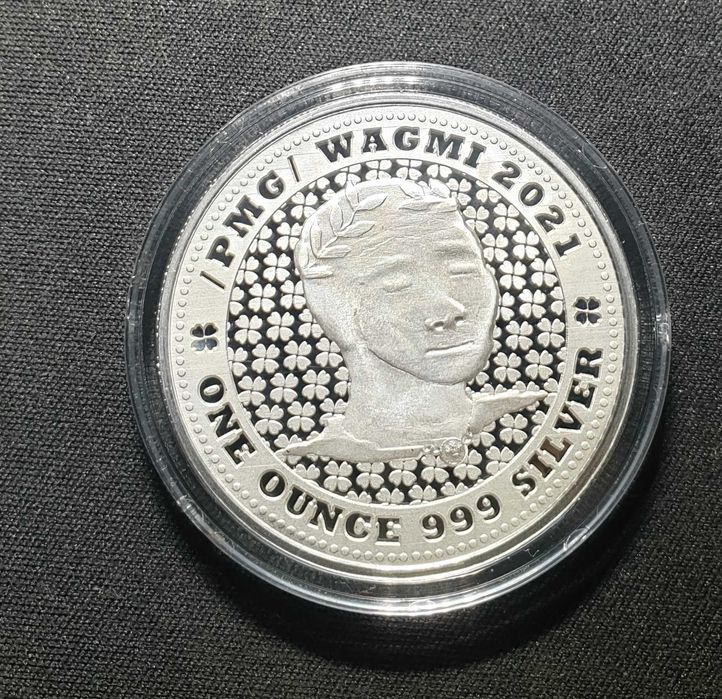 /PMG/ WAGMI 2021
ONE OUNCE 999 SILVER